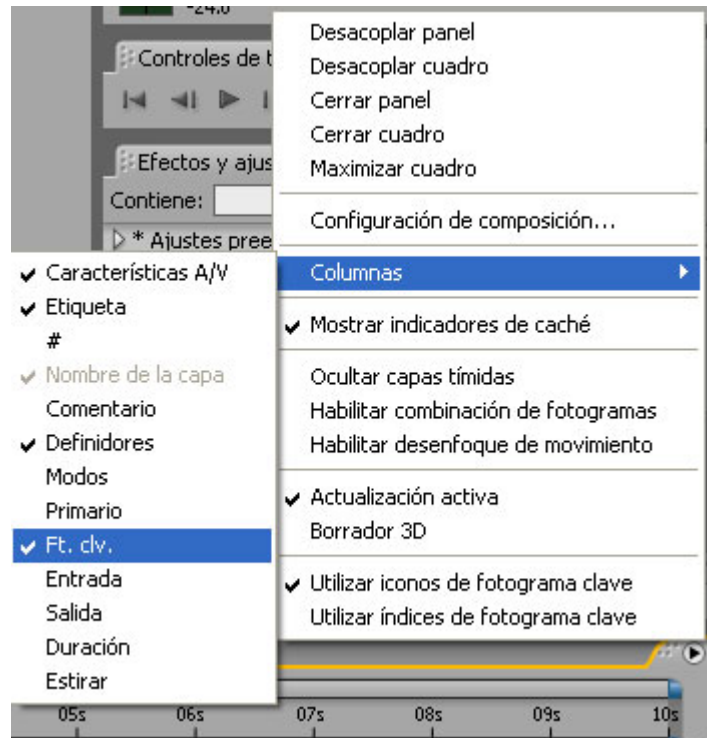 -24.0
Controles de t
Efectos y ajus
Contiene:
* Ajustes pree
Desacoplar panel
Desacoplar cuadro
Cerrar panel
Cerrar cuadro
Maximizar cuadro
Configuración de composición...
Columnas
Mostrar indicadores de caché
Ocultar capas tímidas
Habilitar combinación de fotogramas
Habilitar desenfoque de movimiento
Actualización activa
Borrador 3D
Utilizar iconos de fotograma clave
Utilizar índices de fotograma clave
Características A/V
Etiqueta
#
Nombre de la capa
Comentario
Definidores
Modos
Primario
Ft. clv.
Entrada
Salida
Duración
Estirar
05s 06s 07s 08s 09s 10s